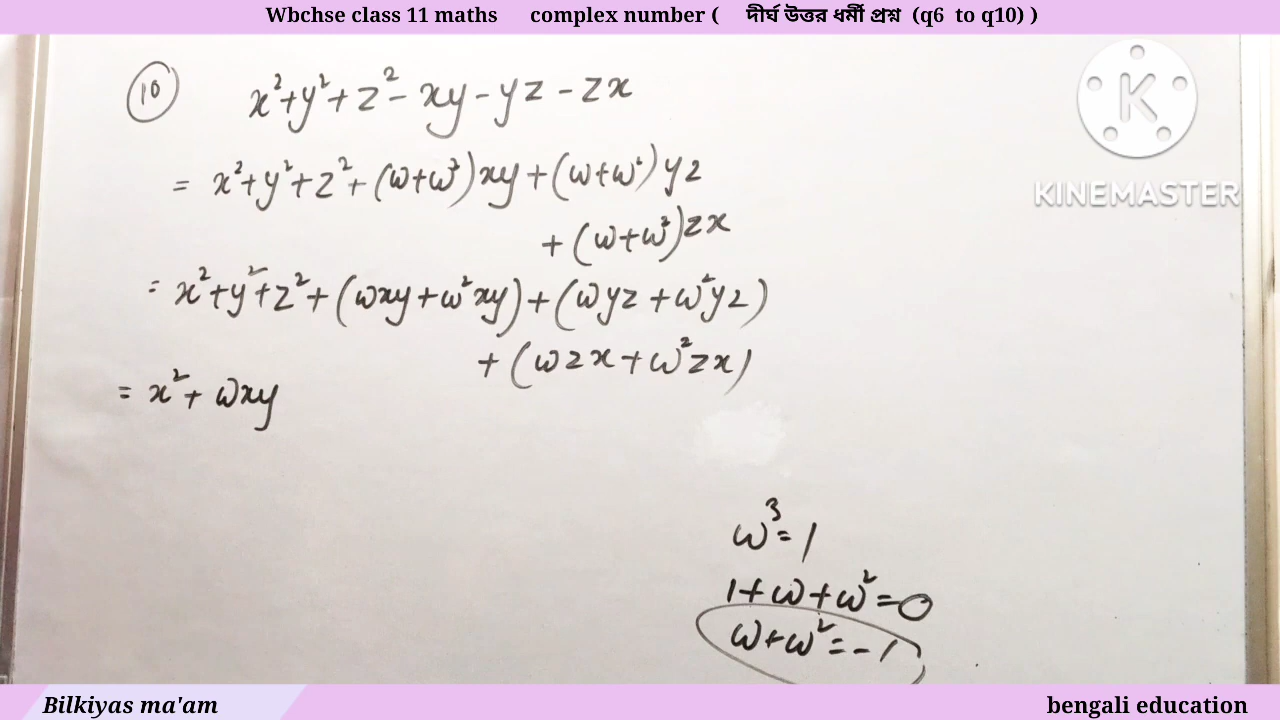 Wbchse class 11 maths complex number ( দীর্ঘ উত্তর ধর্মী প্রশ্ন (q6 to q10) )
10 x²+y²+z²-xy-yz-zx
= x²+y²+z²+(ω+ω²)xy+(ω+ω²)yz
+(ω+ω²)zx
= x²+y²+z²+(ωxy+ω²xy)+(ωyz+ω²yz)
+(ωzx+ω²zx)
= x²+ωxy
ω³=1
1+ω+ω²=0
ω+ω²=-1
K
KINEMASTER
Bilkiyas ma'am
bengali education